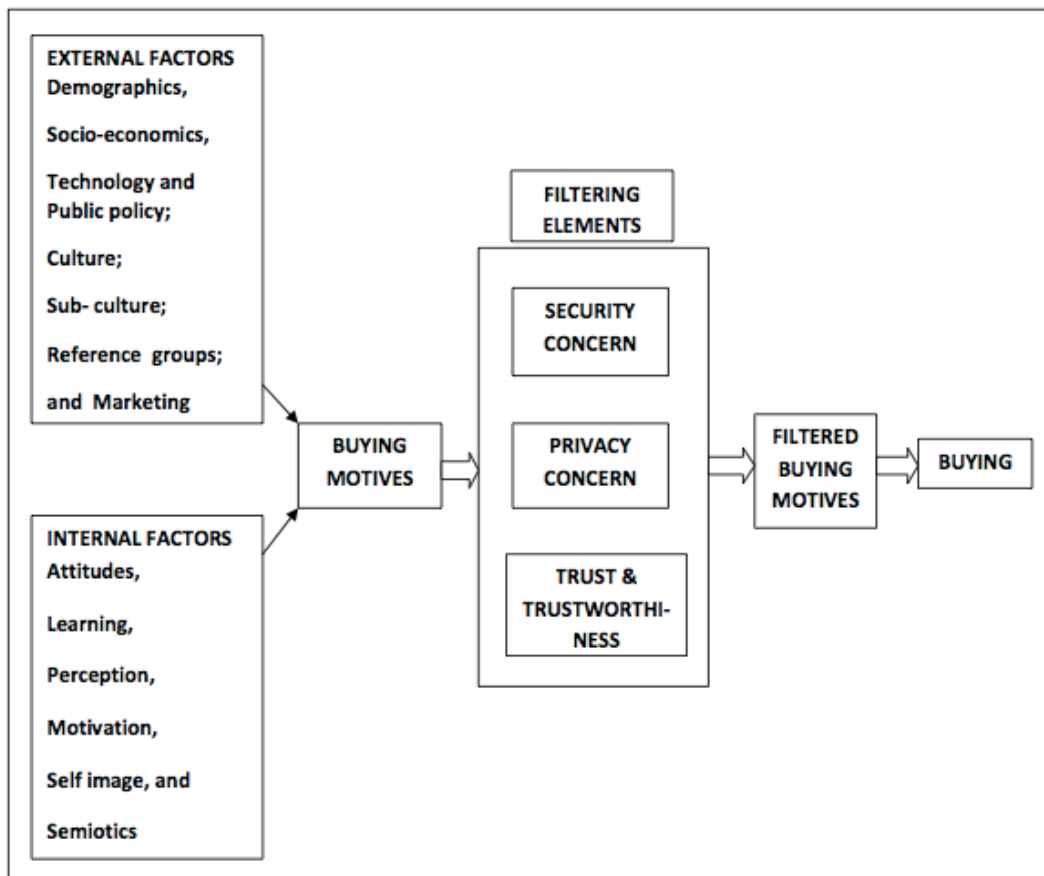 EXTERNAL FACTORS
Demographics,
Socio-economics,
Technology and
Public policy;
Culture;
Sub- culture;
Reference groups;
and Marketing
INTERNAL FACTORS
Attitudes,
Learning,
Perception,
Motivation,
Self image, and
Semiotics
BUYING
MOTIVES
FILTERING
ELEMENTS
SECURITY
CONCERN
PRIVACY
CONCERN
TRUST &
TRUSTWORTHI-
NESS
FILTERED
BUYING
MOTIVES
BUYING